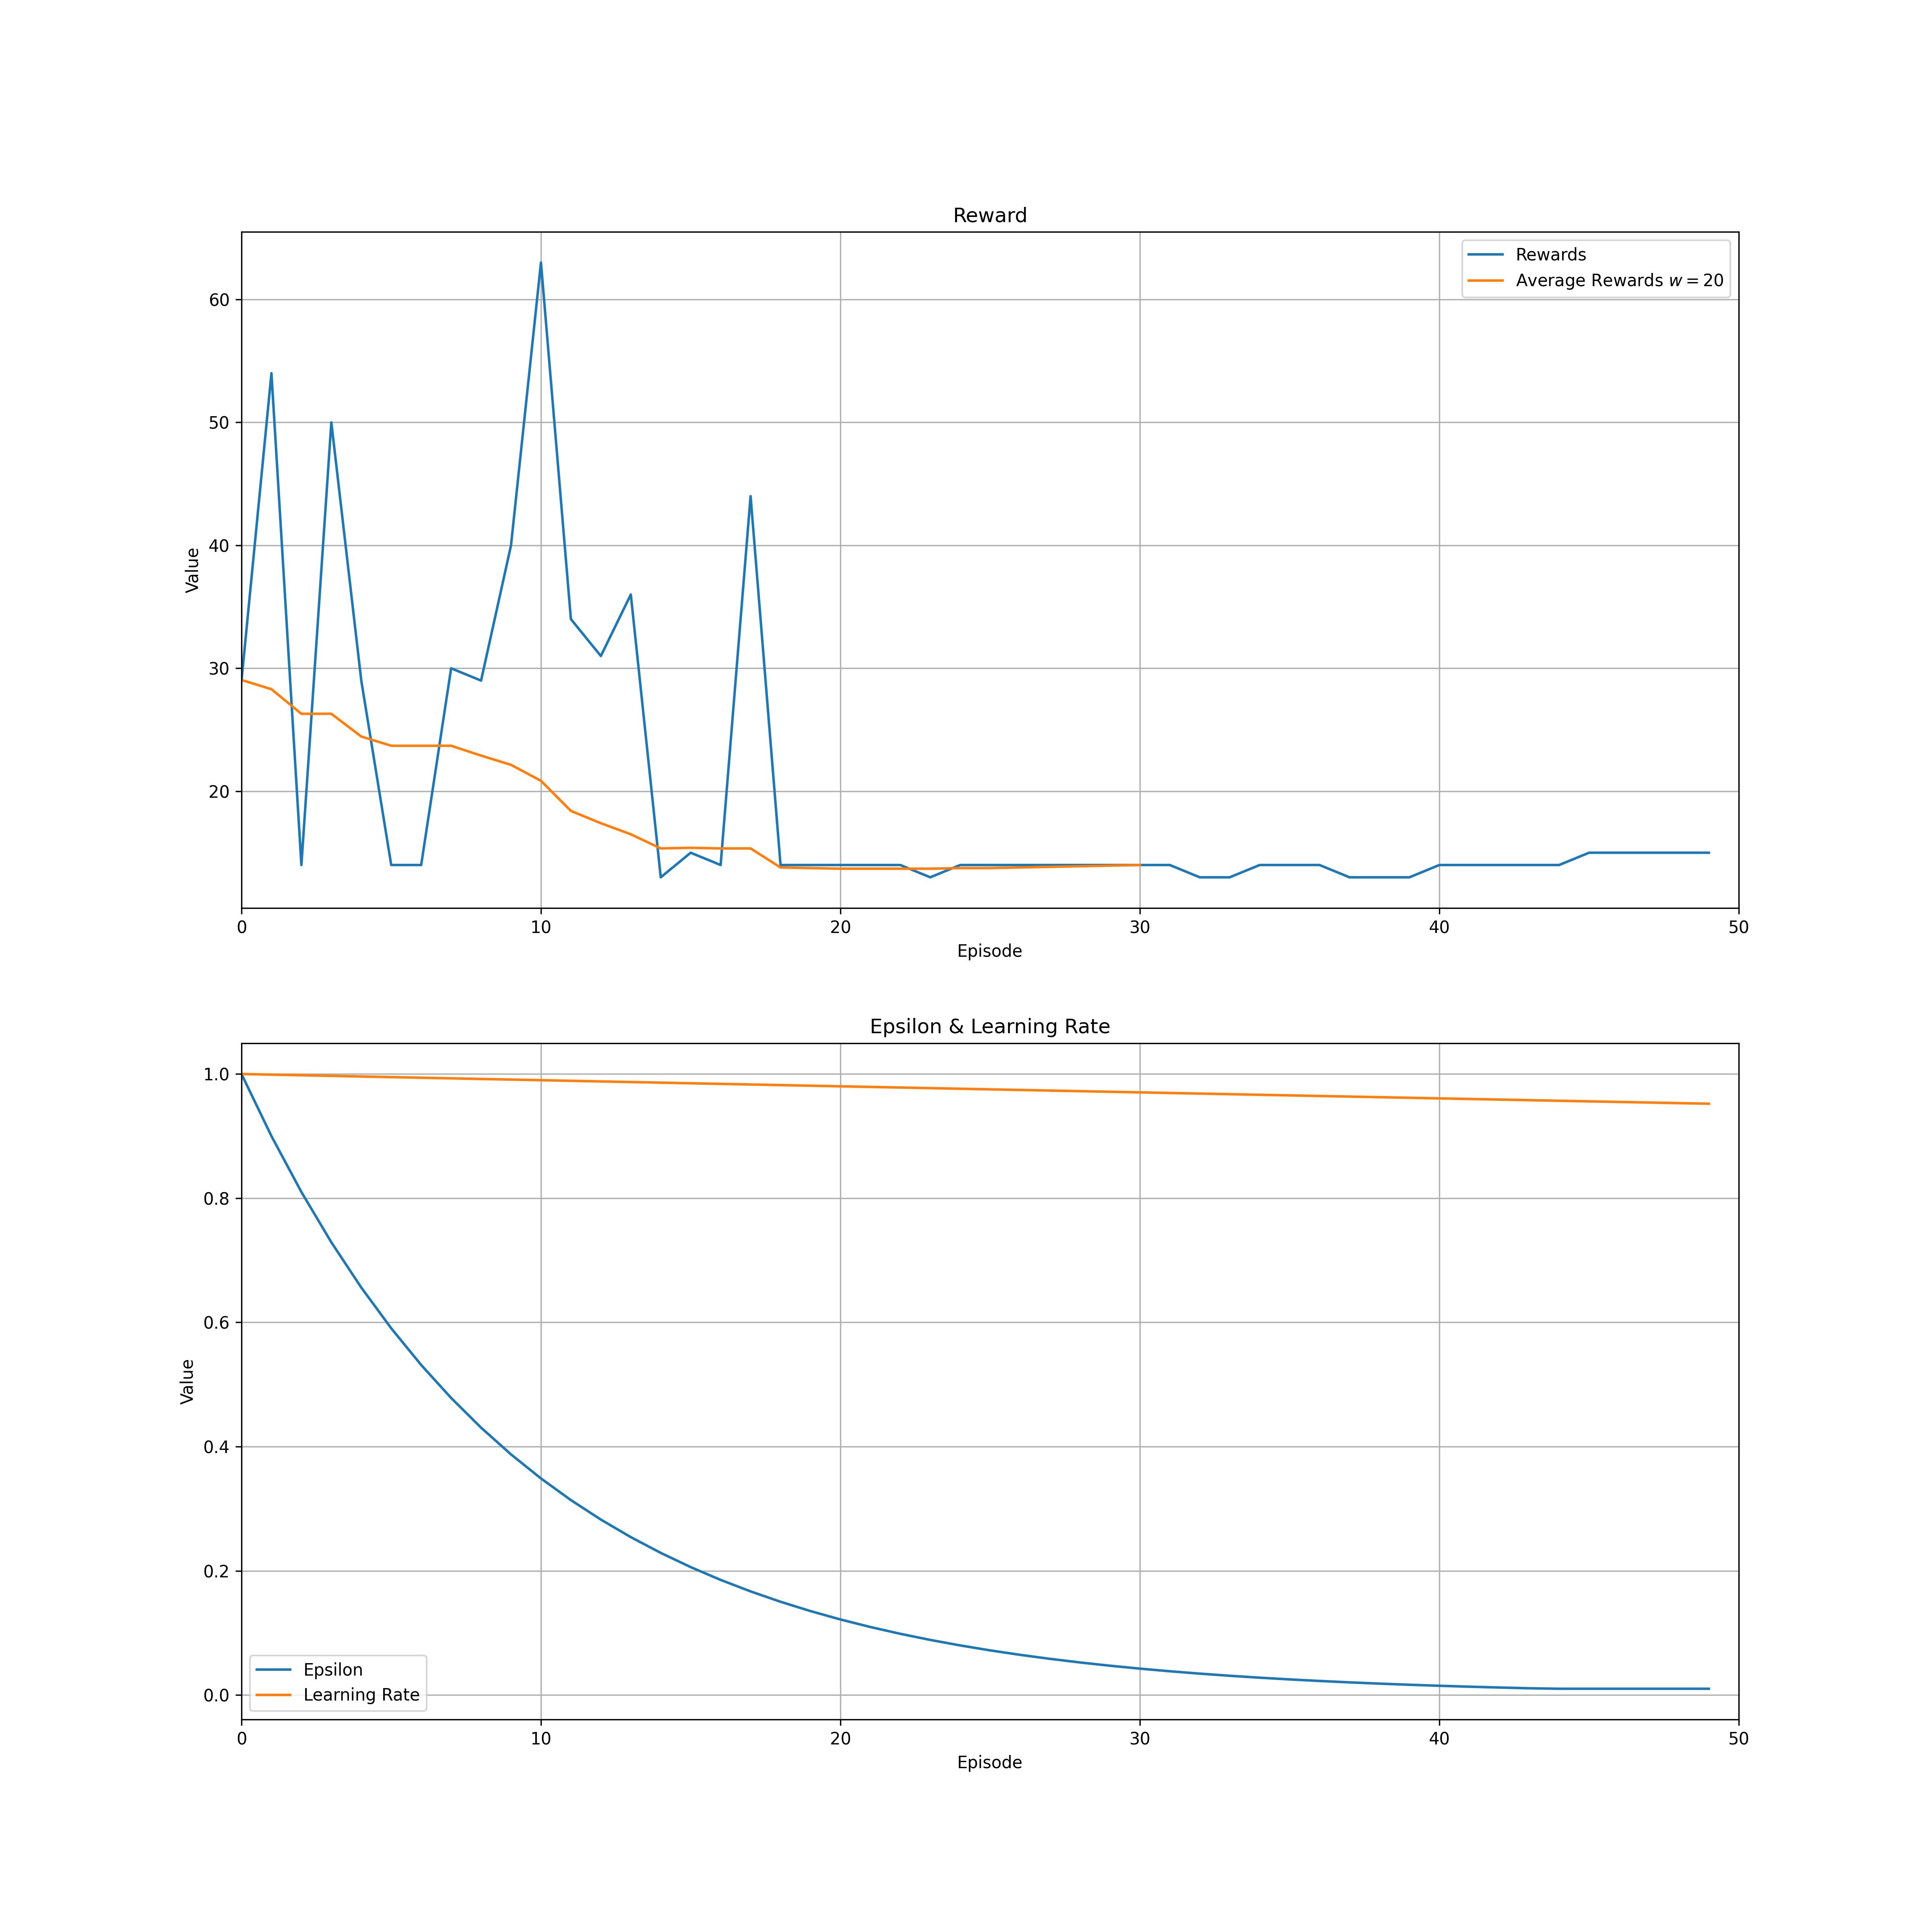 Reward
Rewards
Average Rewards w = 20
60
50
40
30
20
Value
0 10 20 30 40 50
Episode
Epsilon & Learning Rate
1.0
0.8
0.6
0.4
0.2
0.0
Value
Epsilon
Learning Rate
0 10 20 30 40 50
Episode